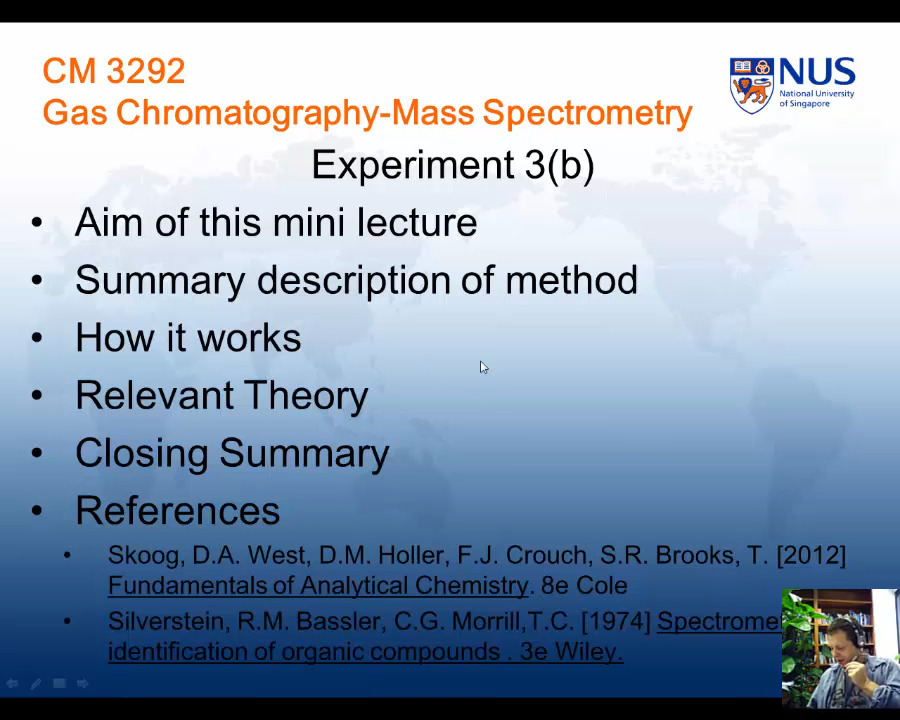 CM 3292
Gas Chromatography-Mass Spectrometry
NUS
National University
of Singapore
Experiment 3(b)
• Aim of this mini lecture
• Summary description of method
• How it works
• Relevant Theory
• Closing Summary
• References
• Skoog, D.A. West, D.M. Holler, F.J. Crouch, S.R. Brooks, T. [2012]
Fundamentals of Analytical Chemistry. 8e Cole
• Silverstein, R.M. Bassler, C.G. Morrill,T.C. [1974]
identification of organic compounds . 3e Wiley.